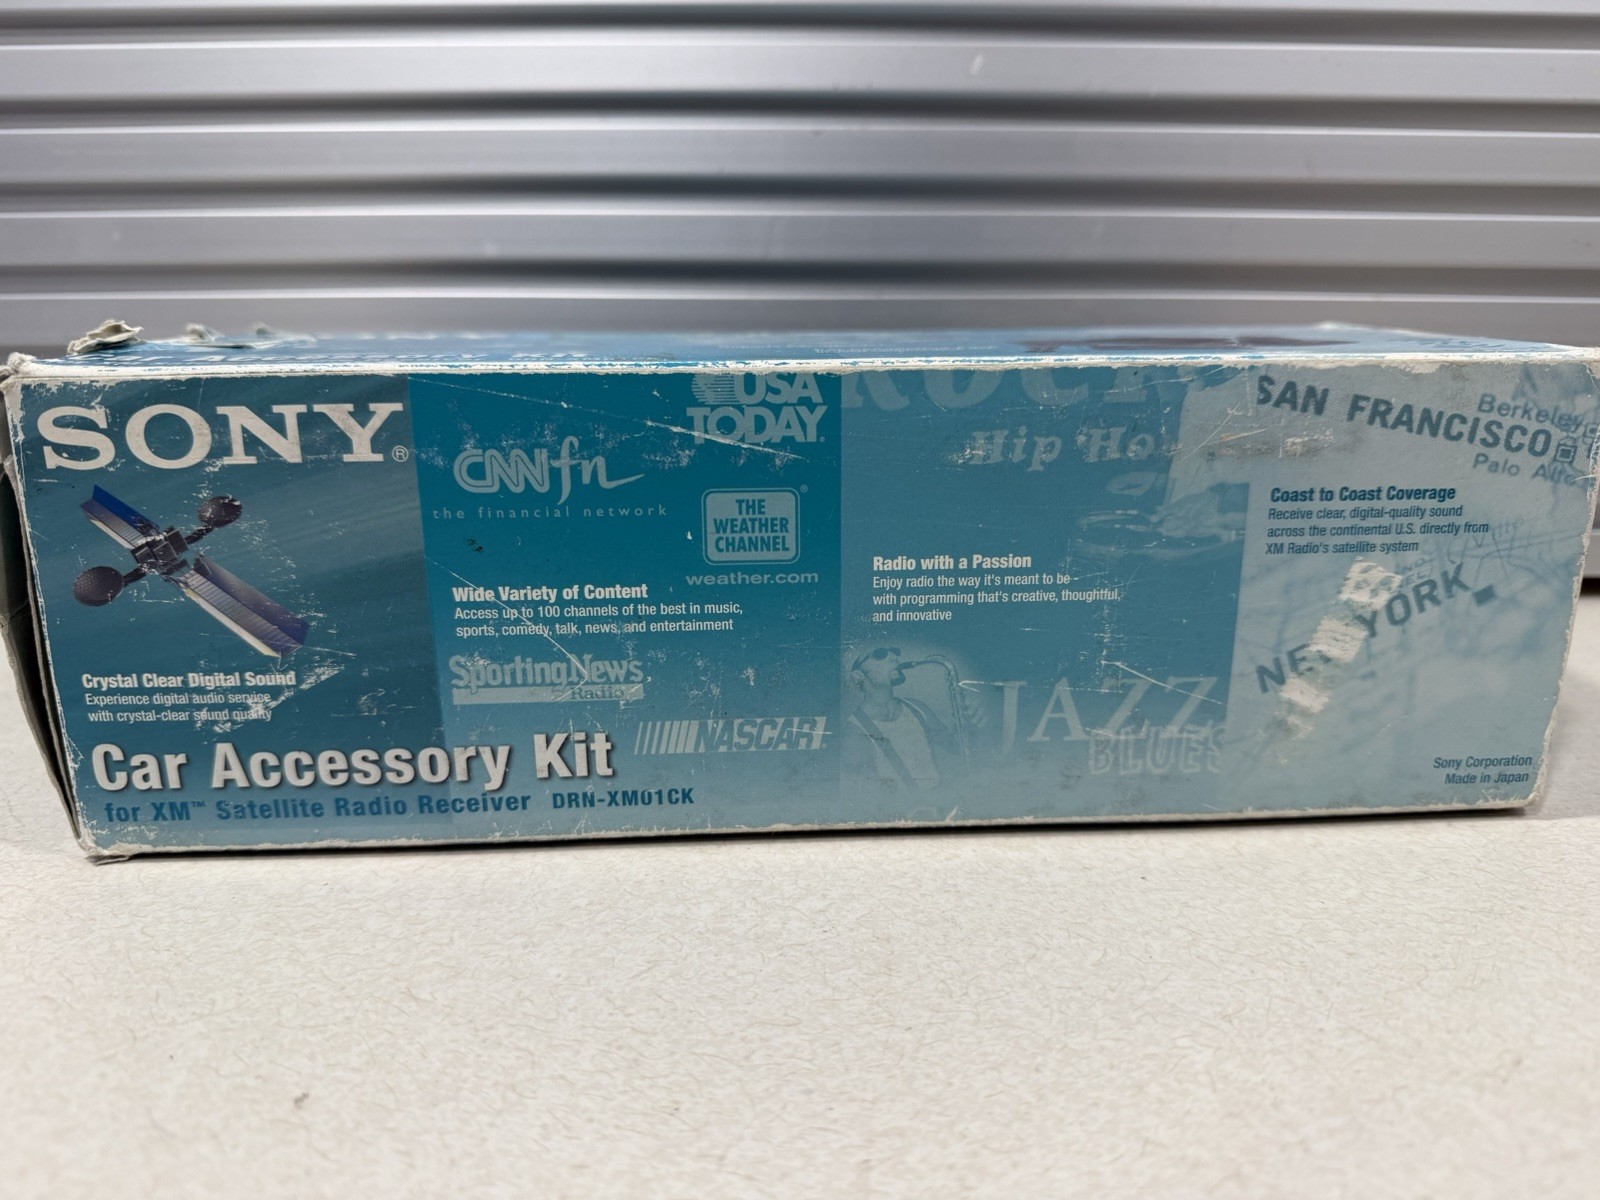 SONY®
USA
TODAY
CNNfn
the financial network
THE
WEATHER
CHANNEL
weather.com
Hip Ho
SAN FRANCISCO
Berkeley
Palo Alto
Coast to Coast Coverage
Receive clear, digital-quality sound
across the continental U.S. directly from
XM Radio's satellite system
Radio with a Passion
Enjoy radio the way it's meant to be -
with programming that's creative, thoughtful,
and innovative
Wide Variety of Content
Access up to 100 channels of the best in music,
sports, comedy, talk, news, and entertainment
NEW YORK
Sporting News
Radio
Crystal Clear Digital Sound
Experience digital audio service
with crystal-clear sound quality
NASCAR
JAZZ
BLUES
Car Accessory Kit
for XM™ Satellite Radio Receiver DRN-XM01CK
Sony Corporation
Made in Japan